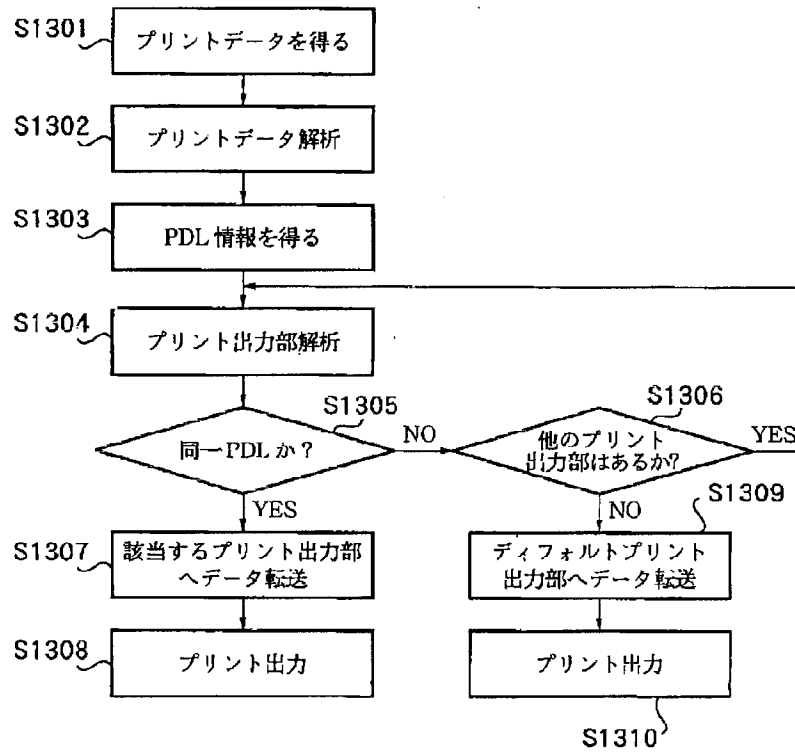 S1301
プリントデータを得る
S1302
プリントデータ解析
S1303
PDL 情報を得る
S1304
プリント出力部解析
S1305
同一PDLか?
NO
S1306
他のプリント
出力部はあるか?
YES
YES
NO
S1307
該当するプリント出力部
へデータ転送
S1309
ディフォルトプリント
出力部へデータ転送
S1308
プリント出力
プリント出力
S1310